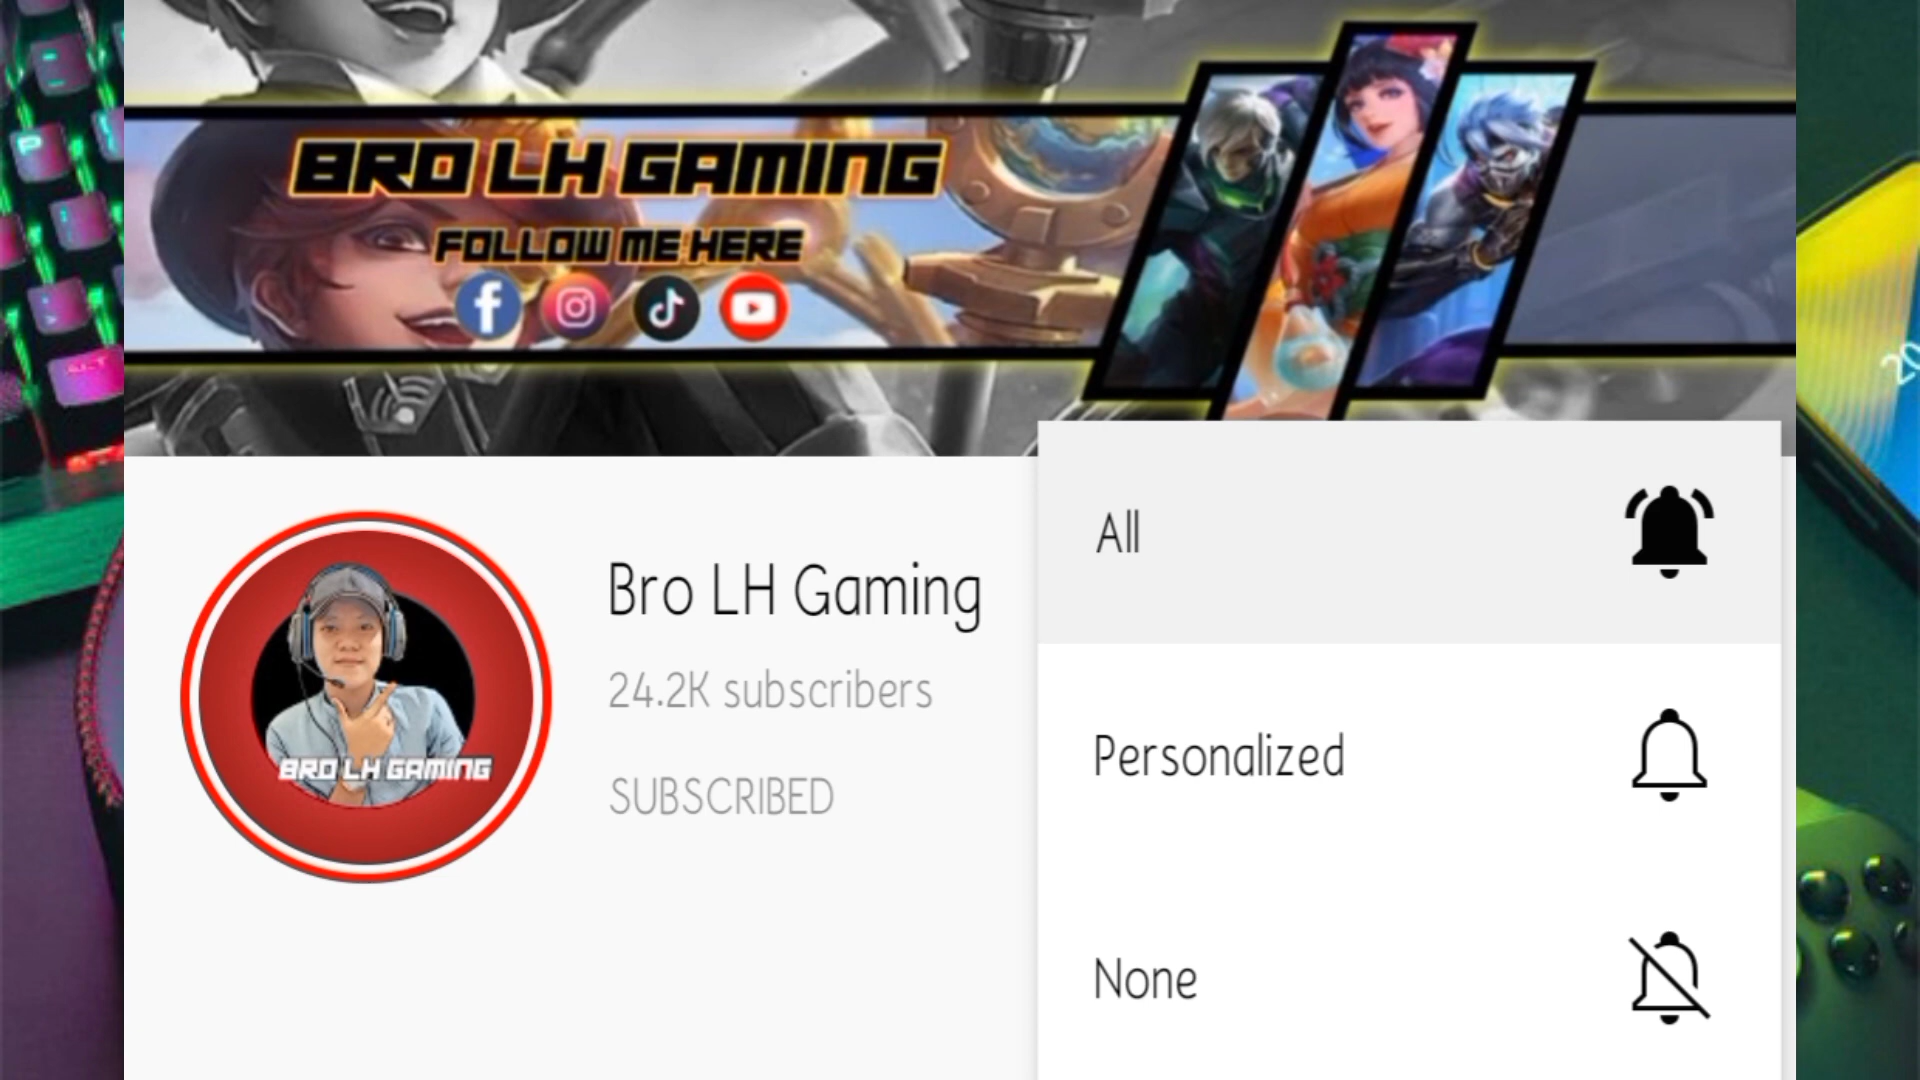 BRO LH GAMING
FOLLOW ME HERE
All
Bro LH Gaming
24.2K subscribers
SUBSCRIBED
BRO LH GAMING
Personalized
None
P
20